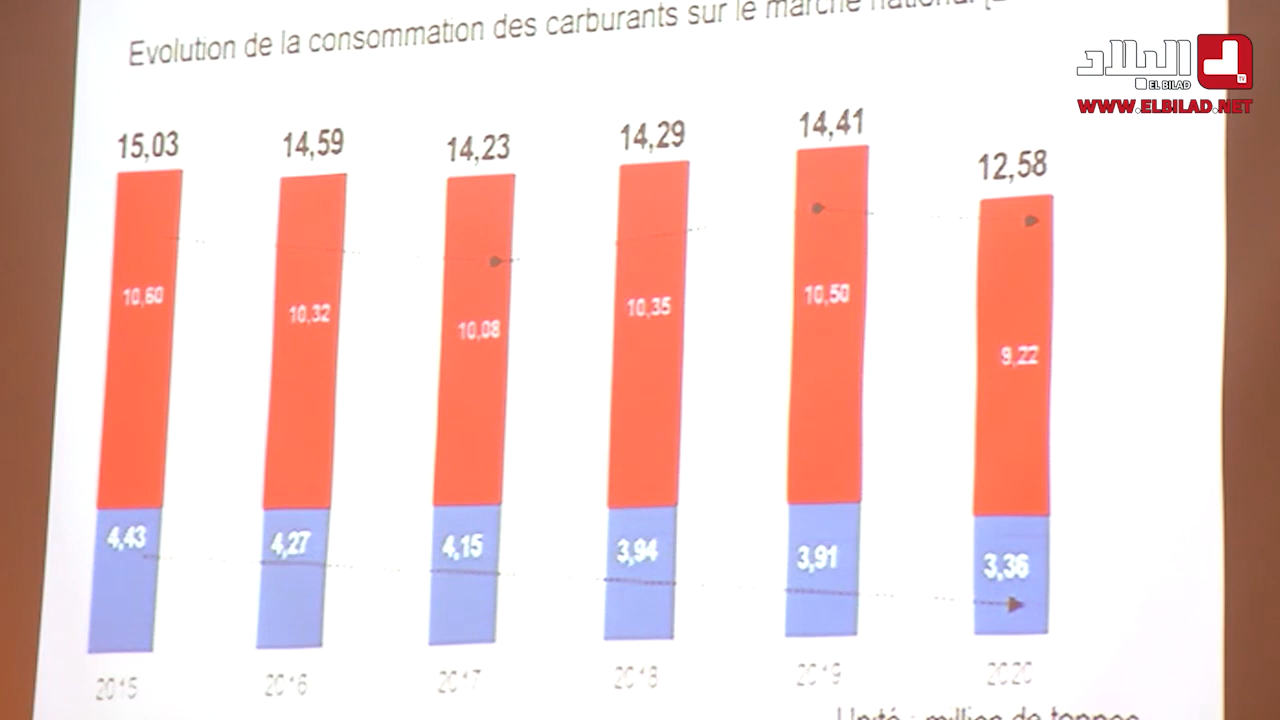 Evolution de la consommation des carburants sur le marché national
البلاد
TV
EL BILAD
WWW.ELBILAD.NET
15,03 14,59 14,23 14,29 14,41 12,58
10,60 10,32 10,08 10,35 10,50 9,22
4,43 4,27 4,15 3,94 3,91 3,36
2015 2016 2017 2018 2019 2020
Unité : million de tonnes